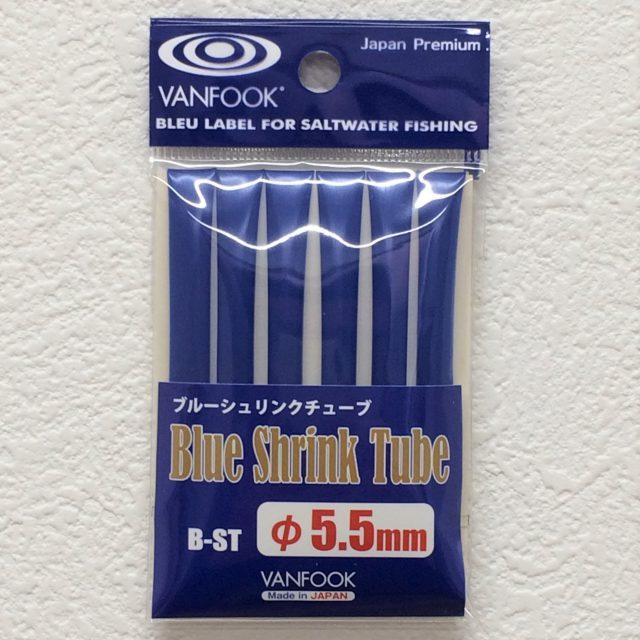 Japan Premium
VANFOOK®
BLEU LABEL FOR SALTWATER FISHING
ブルーシュリンクチューブ
Blue Shrink Tube
B-ST
φ 5.5mm
VANFOOK
Made in JAPAN